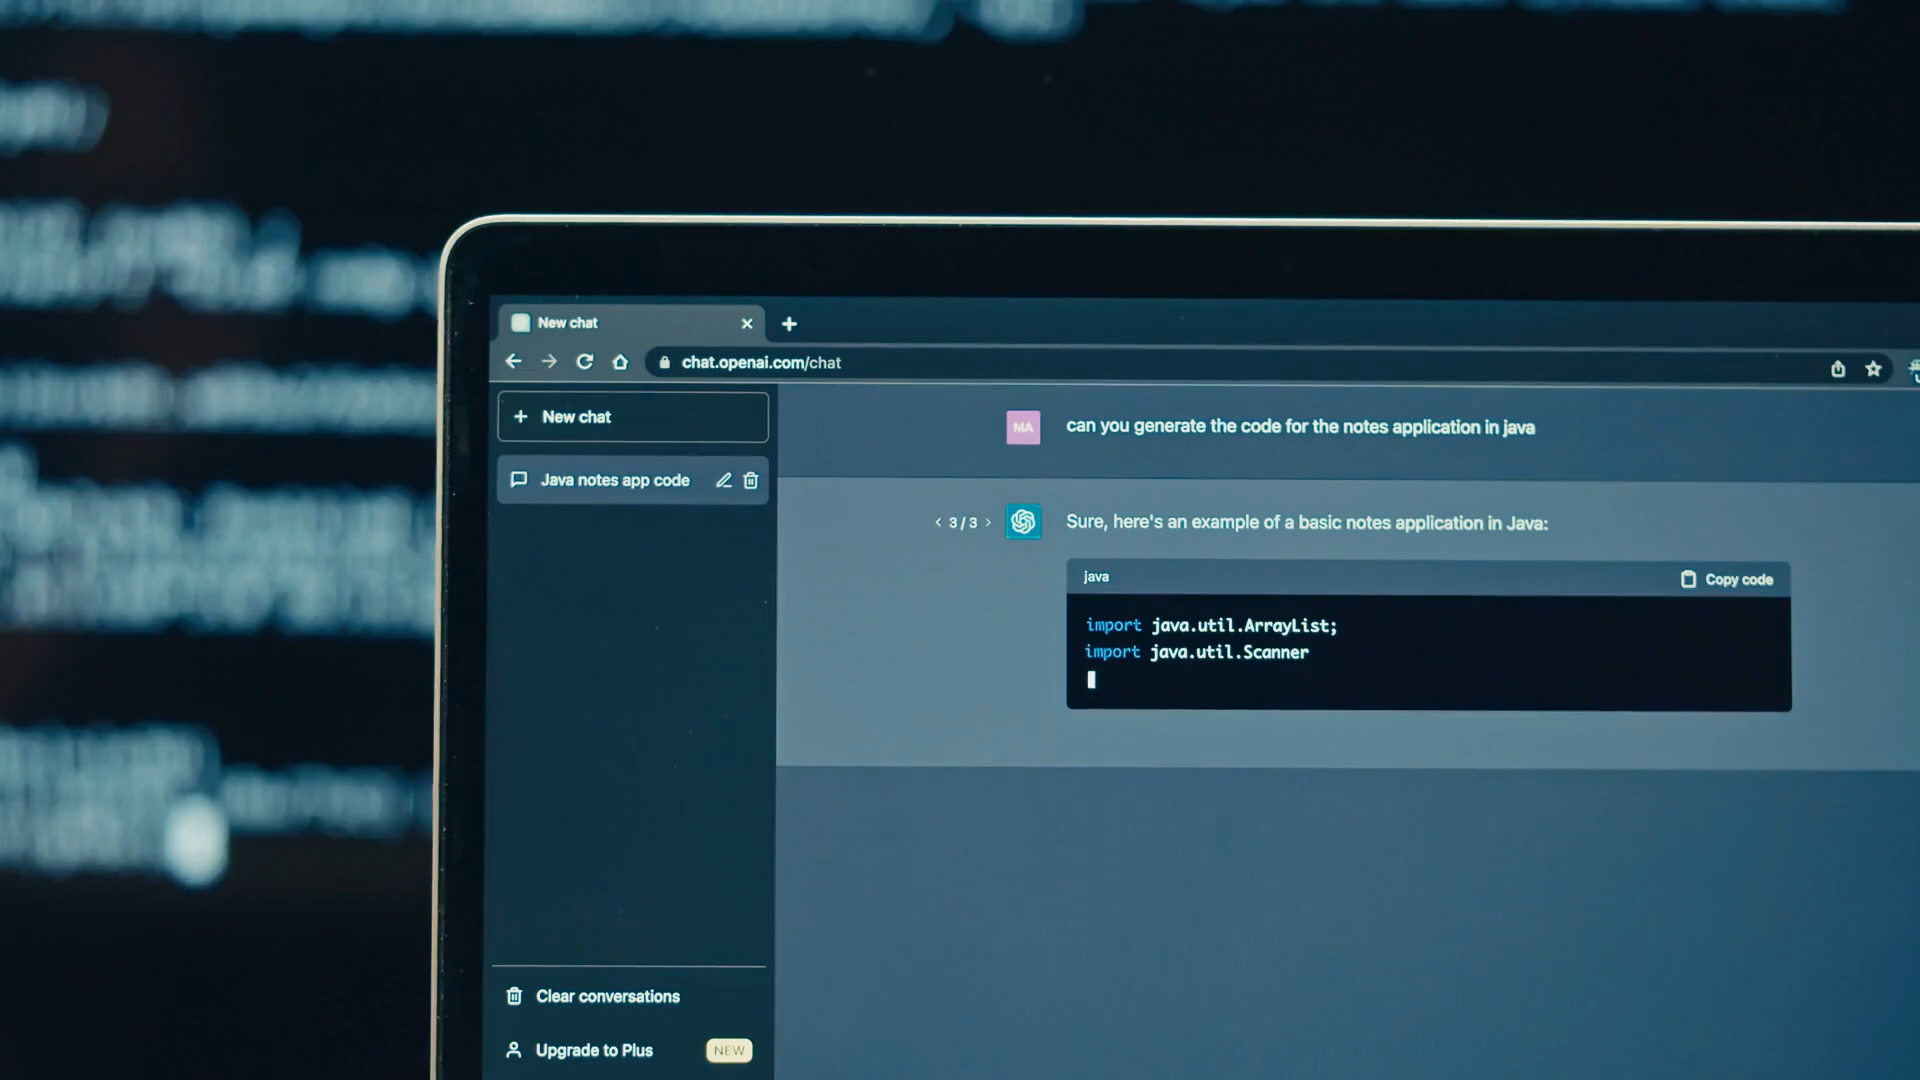 New chat
chat.openai.com/chat
New chat
Java notes app code
Clear conversations
Upgrade to Plus NEW
MA can you generate the code for the notes application in java
3 / 3 Sure, here's an example of a basic notes application in Java:
java Copy code
import java.util.ArrayList;
import java.util.Scanner